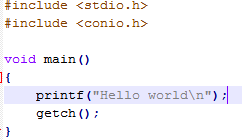 #include <stdio.h>
#include <conio.h>
void main()
{
printf("Hello world\n");
getch();
}